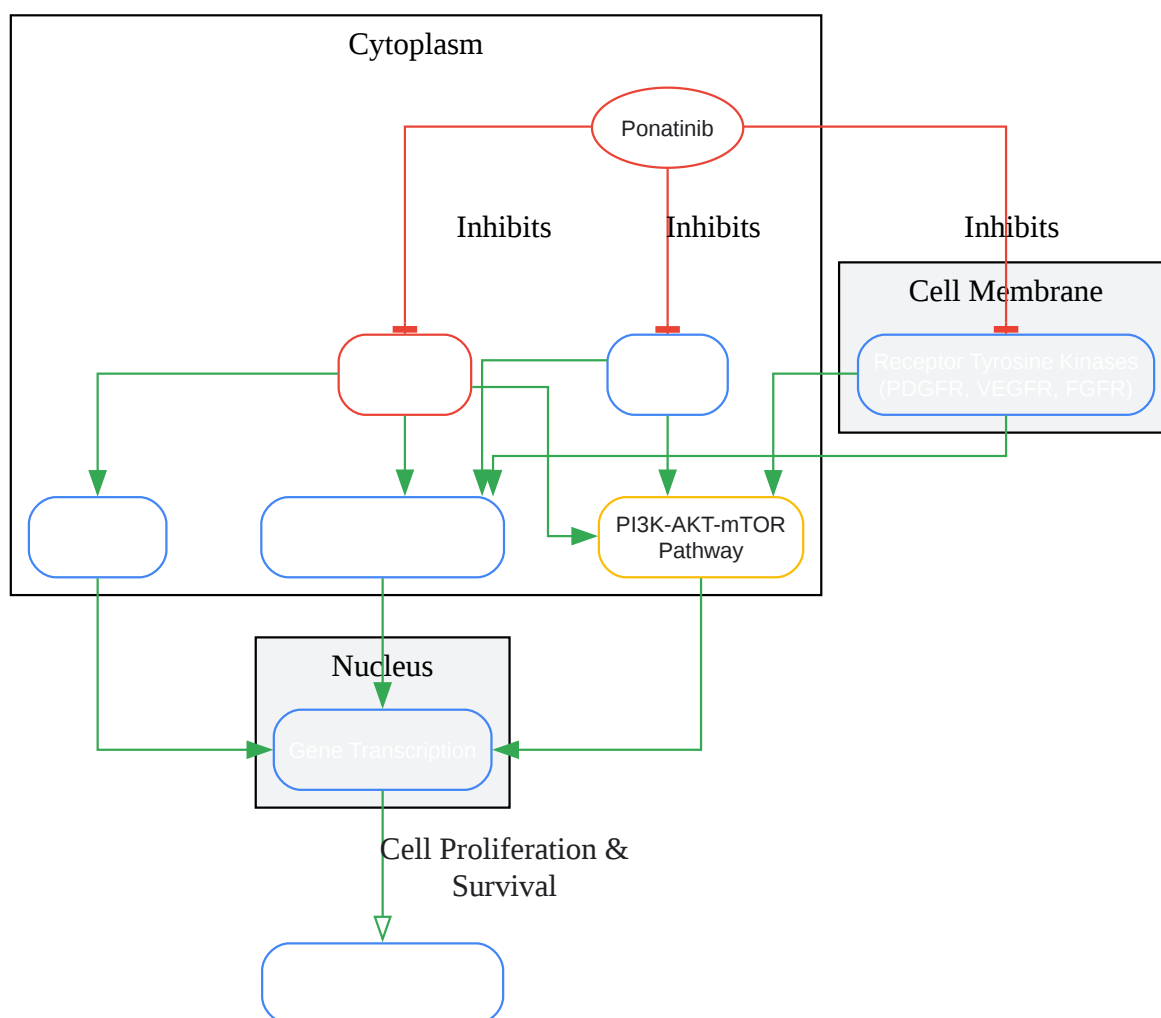 Cytoplasm
Ponatinib
Inhibits
Inhibits
Inhibits
Cell Membrane
Receptor Tyrosine Kinases
(PDGFR, VEGFR, FGFR)
PI3K-AKT-mTOR
Pathway
Nucleus
Gene Transcription
Cell Proliferation &
Survival